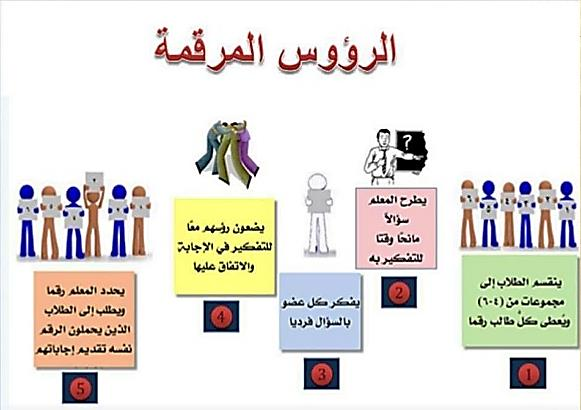 الرؤوس المرقمة
ينقسم الطلاب إلى
مجموعات من (٤-٦)
ويُعطى كلُّ طالب رقما
1
يطرح المعلم
سؤالاً
مانحًا وقتا
للتفكير به
2
يفكر كل عضو
بالسؤال فرديا
3
يضعون رؤسهم معًا
للتفكير في الإجابة
والاتفاق عليها
4
يحدد المعلم رقما
ويطلب إلى الطلاب
الذين يحملون الرقم
نفسه تقديم إجاباتهم
5
?